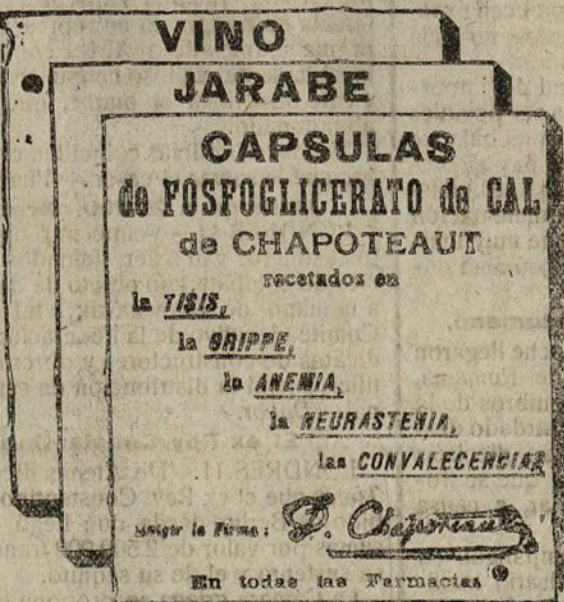 VINO
JARABE
CAPSULAS
de FOSFOGLICERATO de CAL
de CHAPOTEAUT
recetados en
la TISIS,
la GRIPPE,
la ANEMIA,
la NEURASTENIA,
las CONVALECENCIAS
Exigir la Firma: P. Chapoteaut
En todas las Farmacias